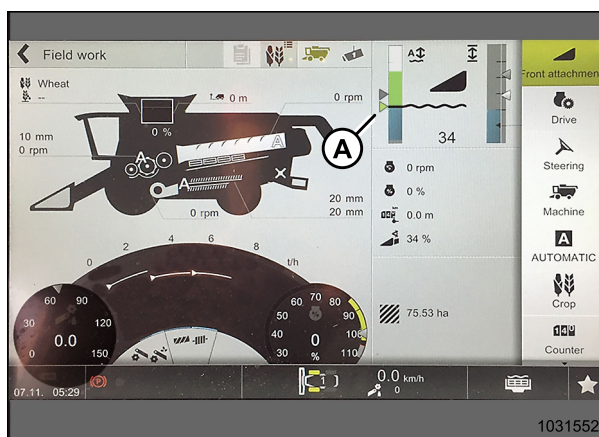 Field work
Wheat
--
0 m
0 rpm
0 %
10 mm
0 rpm
A
A
A
20 mm
20 mm
0 rpm
0 2 4 6 8 t/h
0 30 60 90 120 150
0.0
30 40 50 60 70 80 90 100 110
0
%
A
34
A
0 rpm
0 %
0.0 m
34 %
75.53 ha
Front attachmen
Drive
Steering
Machine
A
AUTOMATIC
Crop
Counter
07.11. 05:29
(P)
1
0.0 km/h
0
1031552